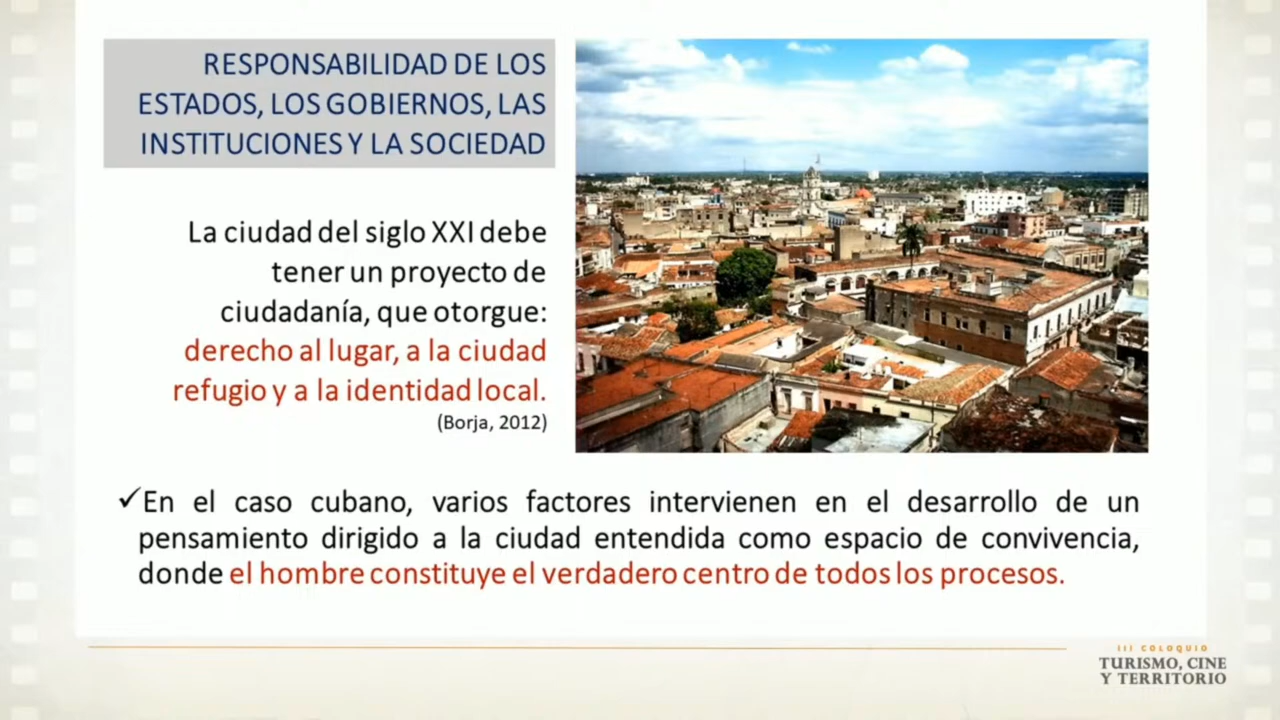 RESPONSABILIDAD DE LOS
ESTADOS, LOS GOBIERNOS, LAS
INSTITUCIONES Y LA SOCIEDAD
La ciudad del siglo XXI debe
tener un proyecto de
ciudadanía, que otorgue:
derecho al lugar, a la ciudad
refugio y a la identidad local.
(Borja, 2012)
✓En el caso cubano, varios factores intervienen en el desarrollo de un
pensamiento dirigido a la ciudad entendida como espacio de convivencia,
donde el hombre constituye el verdadero centro de todos los procesos.
III COLOQUIO
TURISMO, CINE
Y TERRITORIO